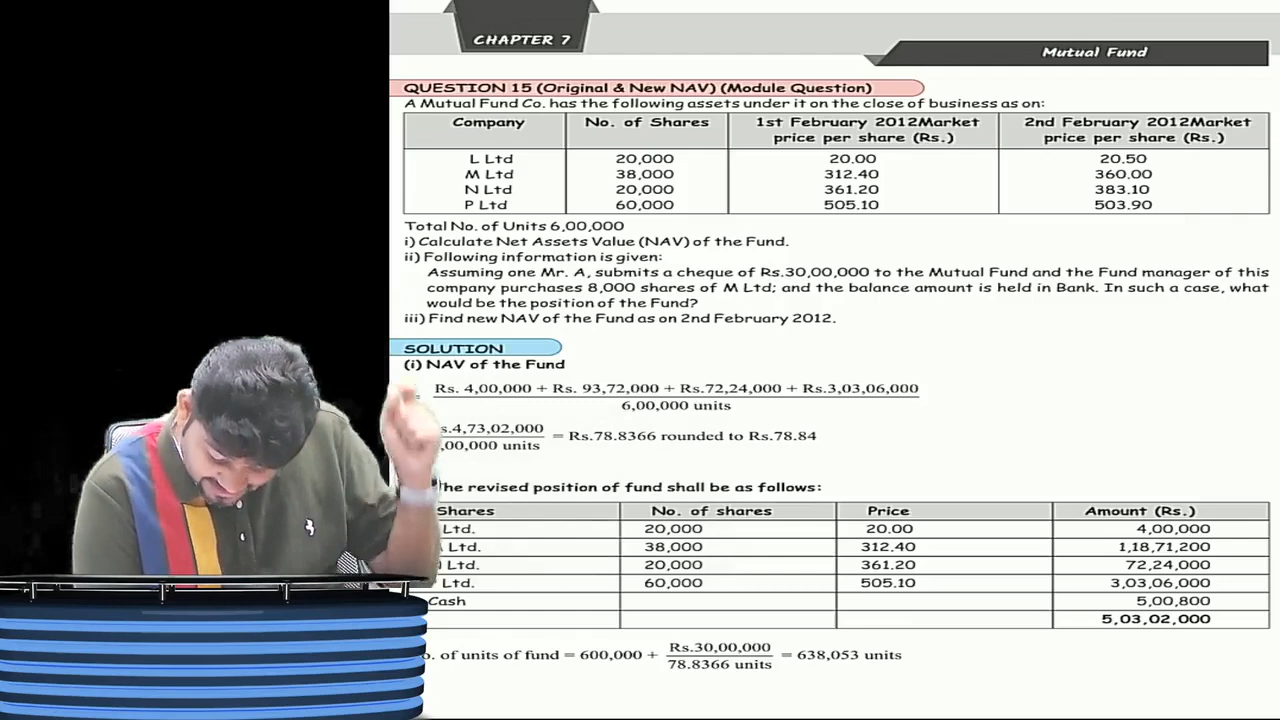 CHAPTER 7
Mutual Fund
QUESTION 15 (Original & New NAV) (Module Question)
A Mutual Fund Co. has the following assets under it on the close of business as on:
Company No. of Shares 1st February 2012Market price per share (Rs.) 2nd February 2012Market price per share (Rs.)
L Ltd 20,000 20.00 20.50
M Ltd 38,000 312.40 360.00
N Ltd 20,000 361.20 383.10
P Ltd 60,000 505.10 503.90
Total No. of Units 6,00,000
i) Calculate Net Assets Value (NAV) of the Fund.
ii) Following information is given:
Assuming one Mr. A, submits a cheque of Rs.30,00,000 to the Mutual Fund and the Fund manager of this
company purchases 8,000 shares of M Ltd; and the balance amount is held in Bank. In such a case, what
would be the position of the Fund?
iii) Find new NAV of the Fund as on 2nd February 2012.
SOLUTION
(i) NAV of the Fund
= Rs. 4,00,000 + Rs. 93,72,000 + Rs.72,24,000 + Rs.3,03,06,000
6,00,000 units
s.4,73,02,000
,00,000 units
= Rs.78.8366 rounded to Rs.78.84
he revised position of fund shall be as follows:
Shares No. of shares Price Amount (Rs.)
Ltd. 20,000 20.00 4,00,000
Ltd. 38,000 312.40 1,18,71,200
Ltd. 20,000 361.20 72,24,000
Ltd. 60,000 505.10 3,03,06,000
Cash 5,00,800
5,03,02,000
o. of units of fund = 600,000 + Rs.30,00,000
78.8366 units
= 638,053 units